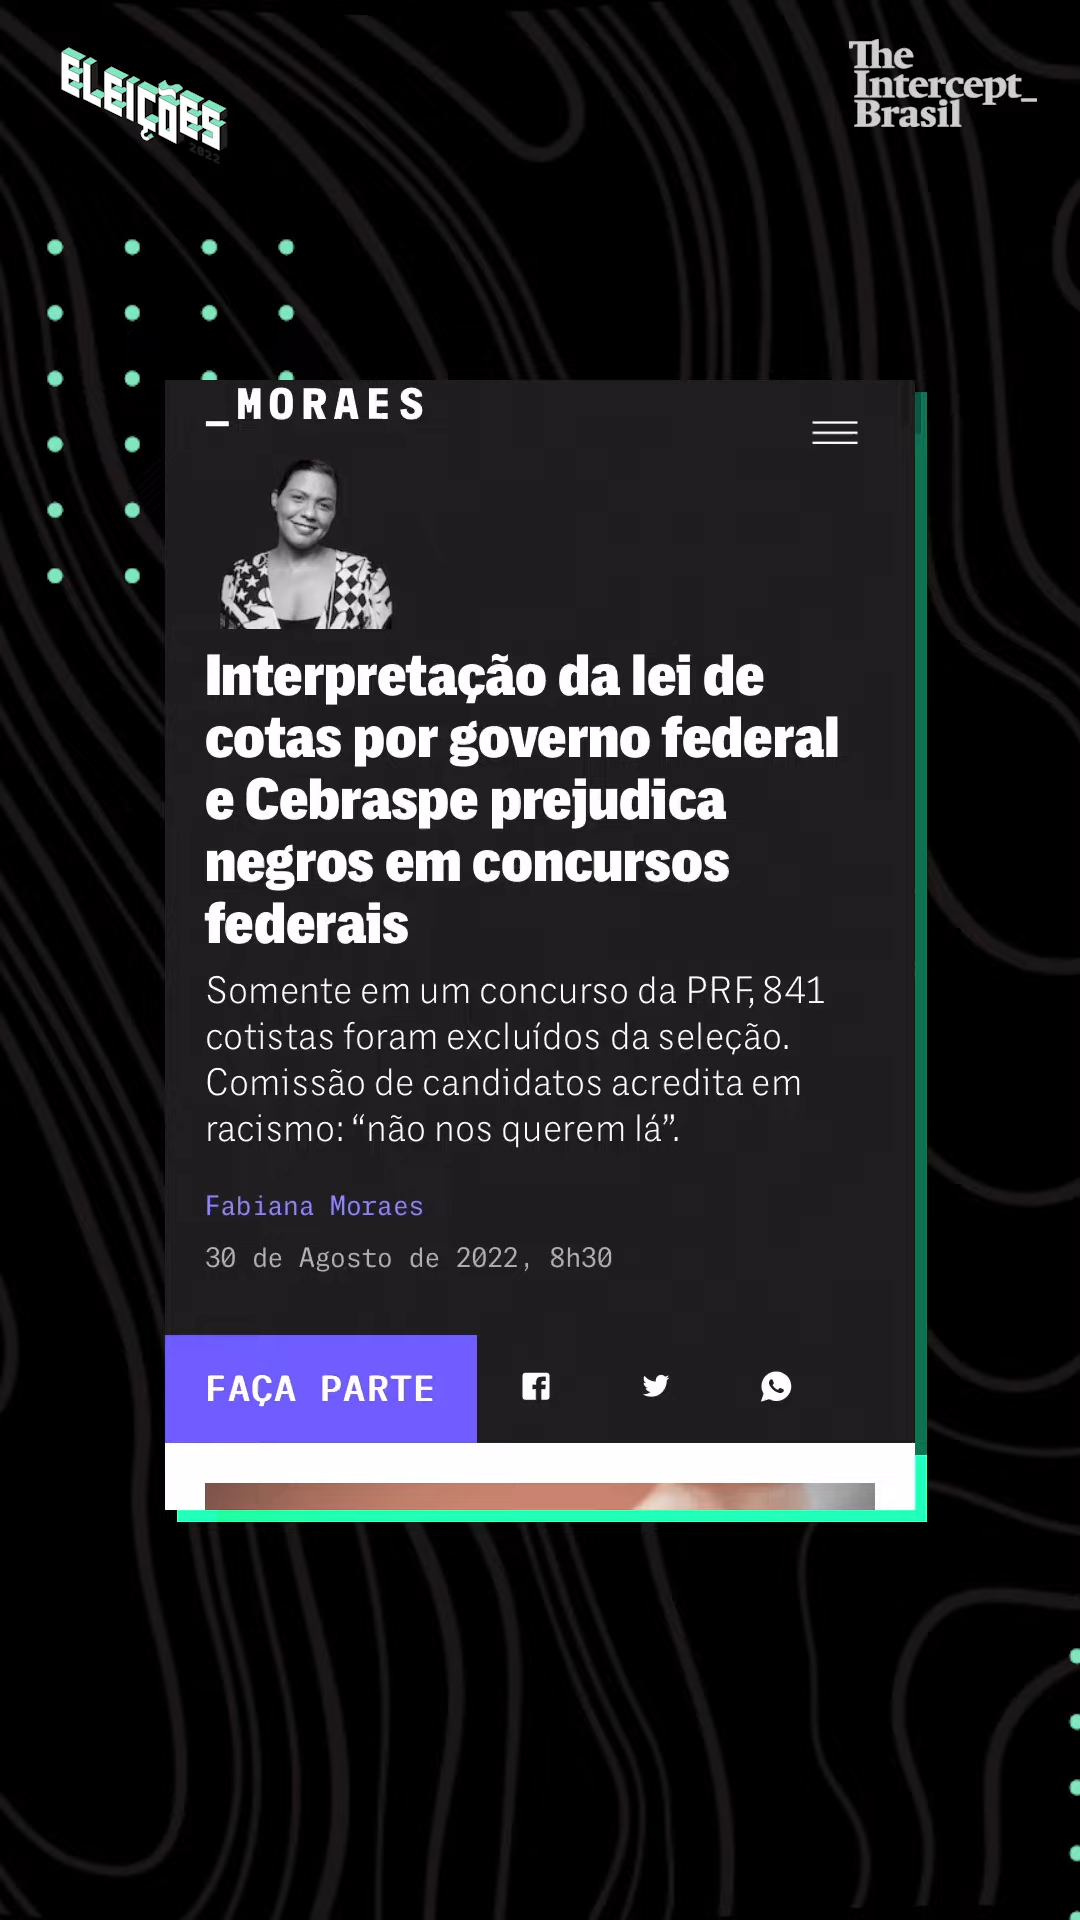 ELEIÇÕES
2022
The
Intercept_
Brasil
_MORAES
Interpretação da lei de
cotas por governo federal
e Cebraspe prejudica
negros em concursos
federais
Somente em um concurso da PRF, 841
cotistas foram excluídos da seleção.
Comissão de candidatos acredita em
racismo: “não nos querem lá”.
Fabiana Moraes
30 de Agosto de 2022, 8h30
FAÇA PARTE